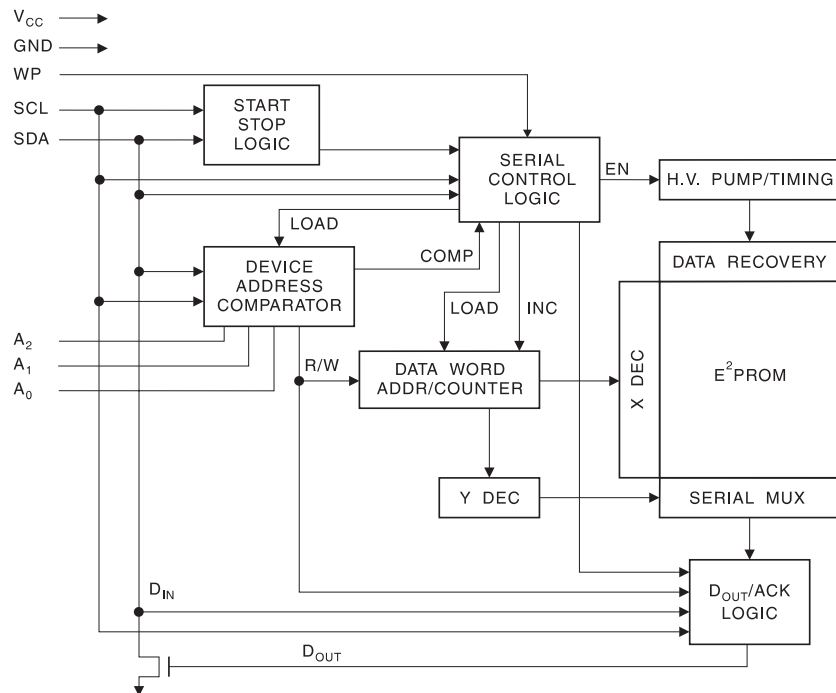 VCC
GND
WP
SCL
SDA
START
STOP
LOGIC
SERIAL
CONTROL
LOGIC
EN
H.V. PUMP/TIMING
LOAD
COMP
DEVICE
ADDRESS
COMPARATOR
LOAD
INC
DATA RECOVERY
A2
A1
A0
R/W
DATA WORD
ADDR/COUNTER
X DEC
E²PROM
Y DEC
SERIAL MUX
DIN
DOUT/ACK
LOGIC
DOUT